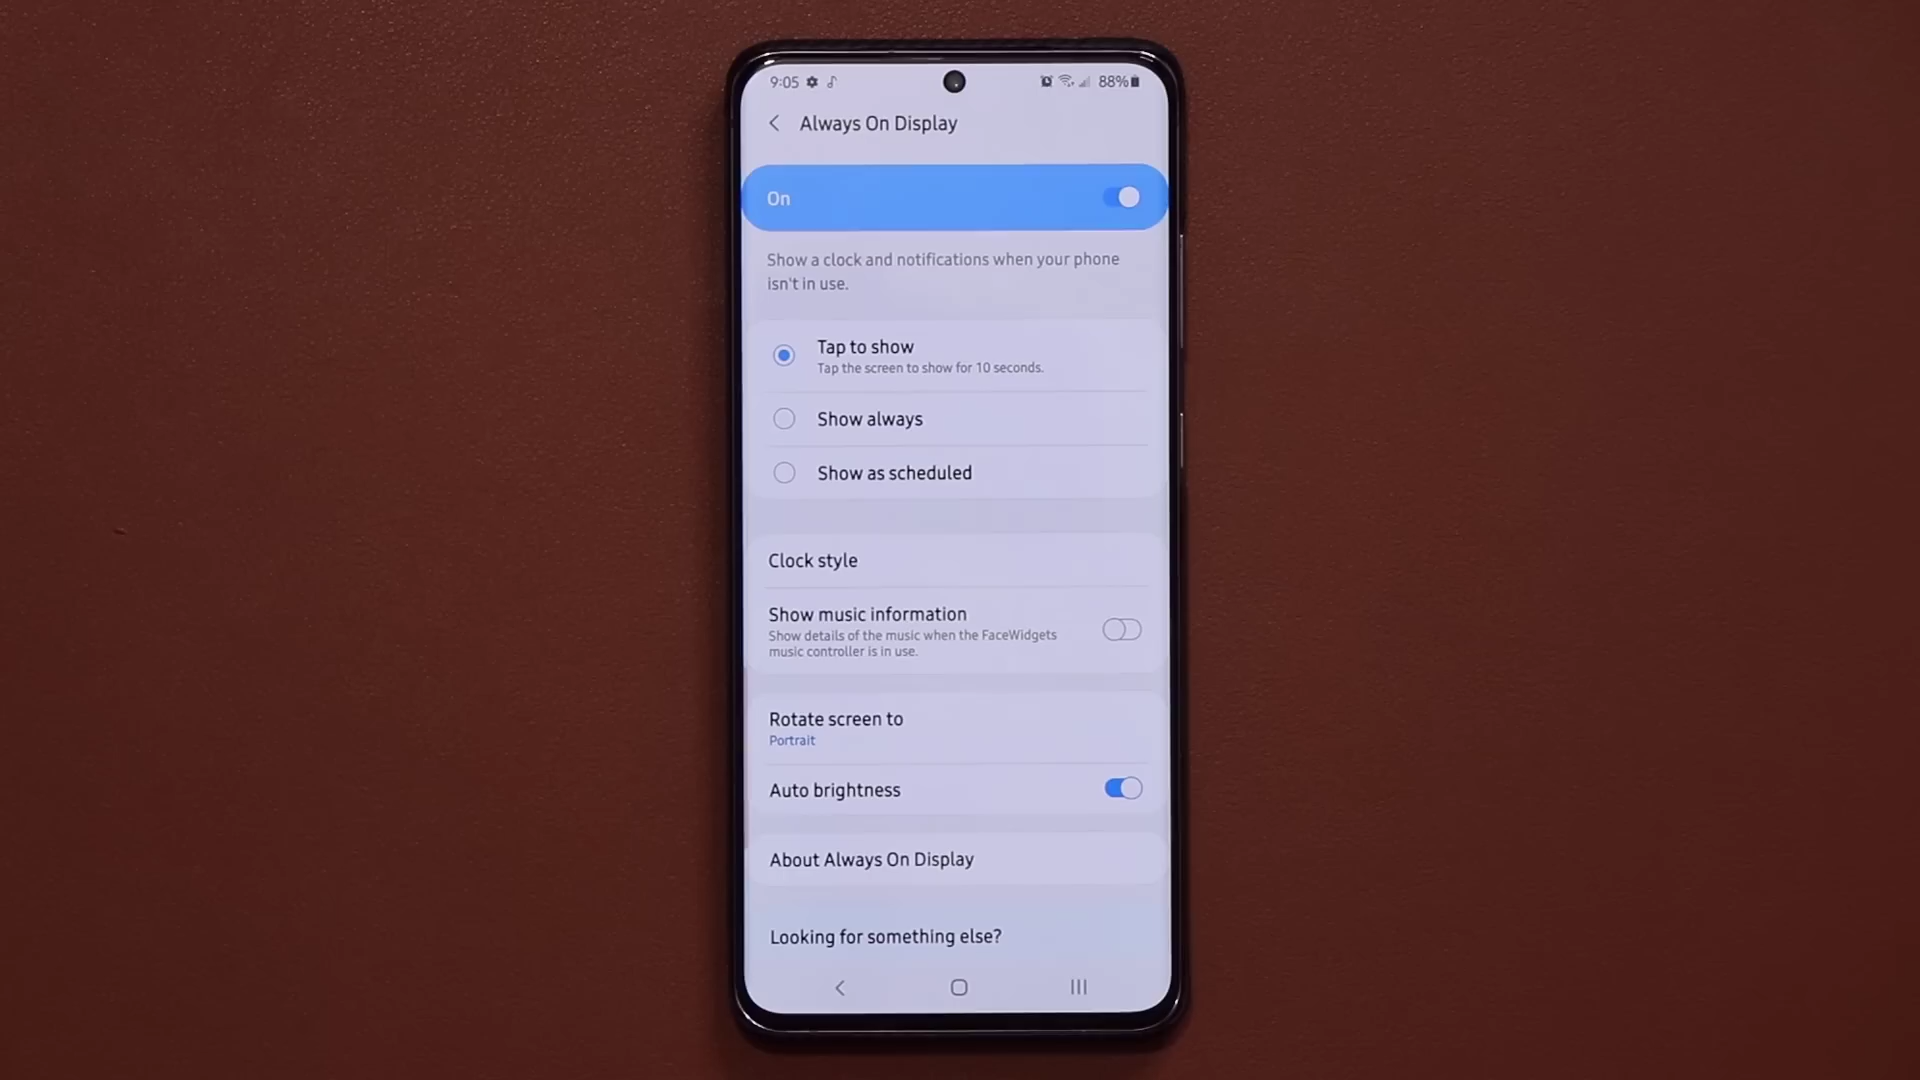 9:05 88%
Always On Display
On
Show a clock and notifications when your phone
isn't in use.
Tap to show
Tap the screen to show for 10 seconds.
Show always
Show as scheduled
Clock style
Show music information
Show details of the music when the FaceWidgets
music controller is in use.
Rotate screen to
Portrait
Auto brightness
About Always On Display
Looking for something else?